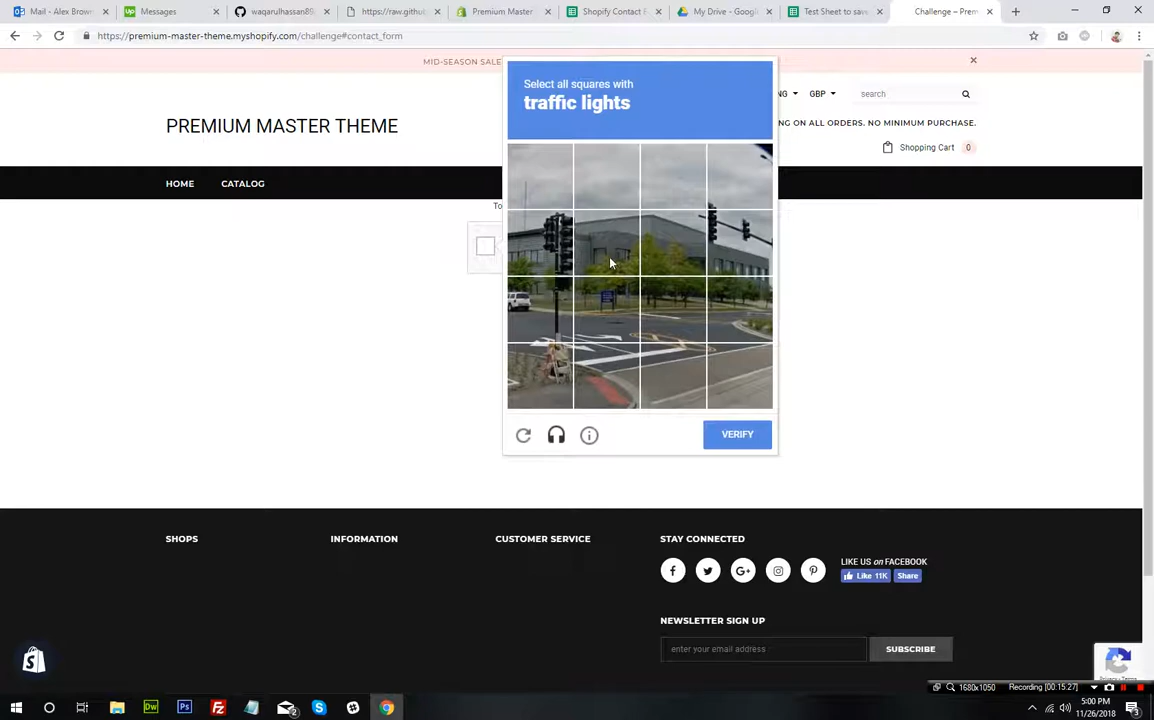 Mail - Alex Brown
Messages
waqarulhassan89
https://raw.github
Premium Master
Shopify Contact F
My Drive - Google
Test Sheet to save
Challenge – Prem
https://premium-master-theme.myshopify.com/challenge#contact_form
MID-SEASON SALE
Select all squares with
traffic lights
NG
GBP
search
PREMIUM MASTER THEME
NG ON ALL ORDERS. NO MINIMUM PURCHASE.
Shopping Cart 0
HOME
CATALOG
To
VERIFY
SHOPS
INFORMATION
CUSTOMER SERVICE
STAY CONNECTED
LIKE US on FACEBOOK
Like 11K
Share
NEWSLETTER SIGN UP
enter your email address
SUBSCRIBE
1680x1050
Recording [00:15:27]
5:00 PM
11/26/2018